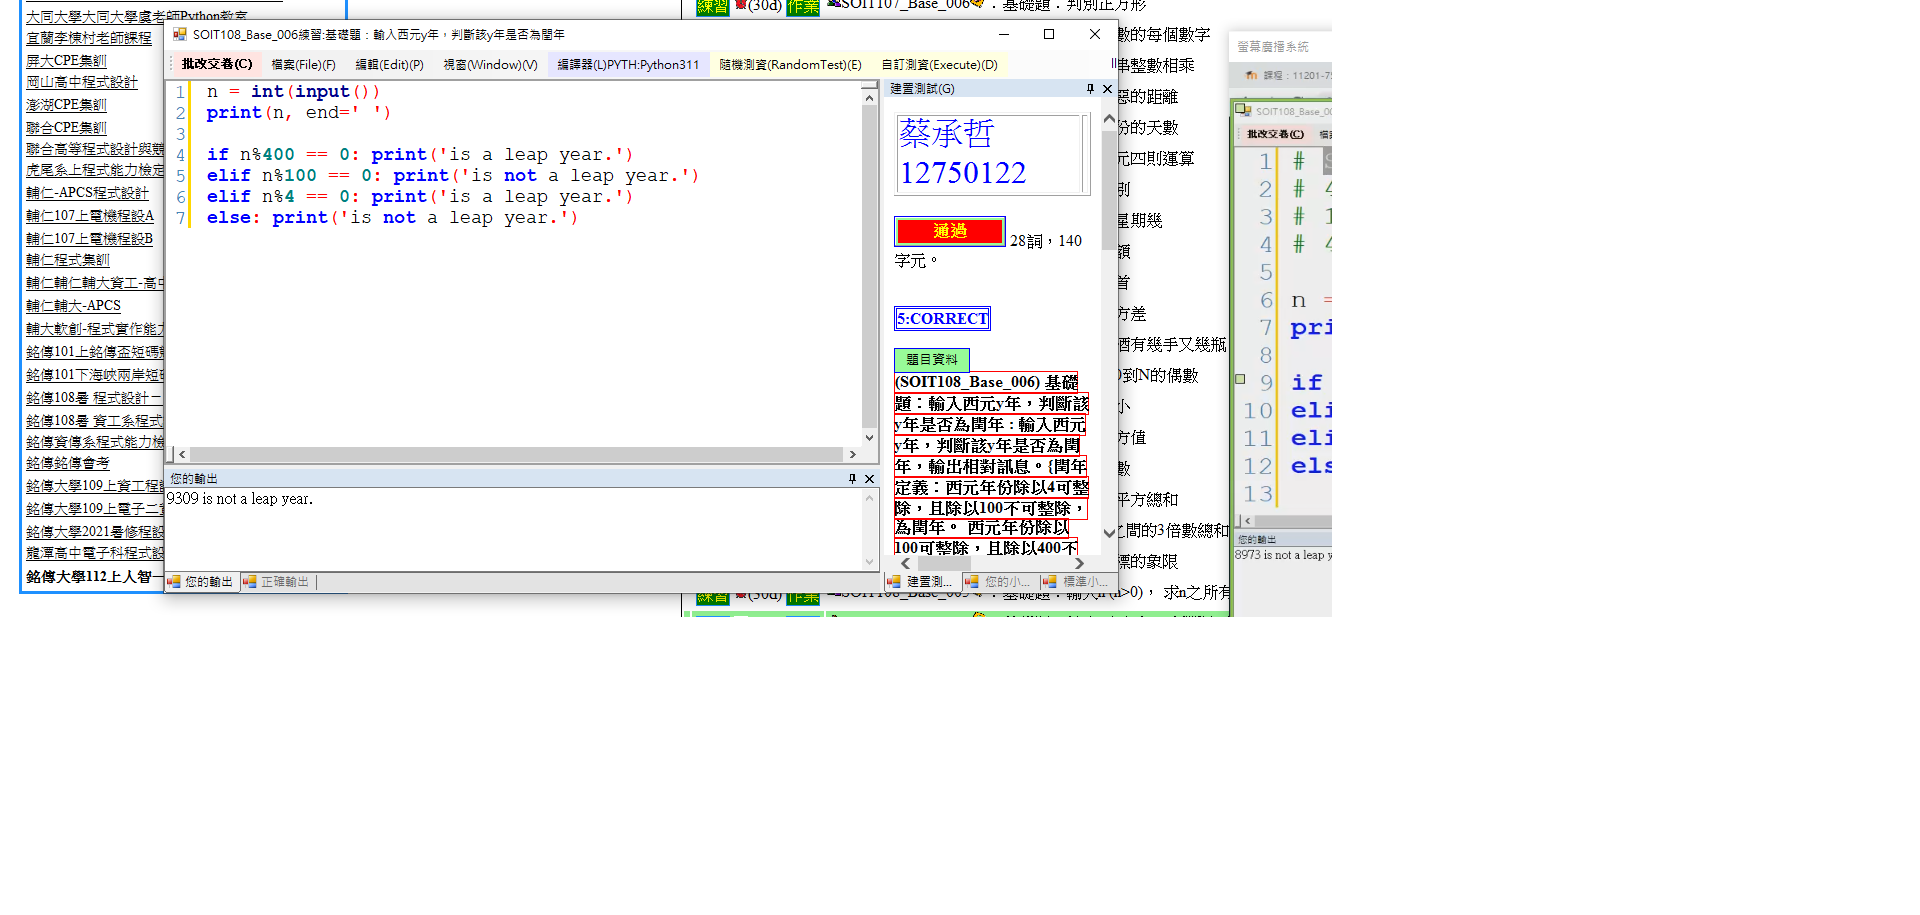 大同大學大同大學處老師Python教室
宜蘭李棟村老師課程
屏大CPE集訓
岡山高中程式設計
澎湖CPE集訓
聯合CPE集訓
聯合高等程式設計與競
虎尾系上程式能力檢定
輔仁-APCS程式設計
輔仁107上電機程設A
輔仁107上電機程設B
輔仁程式集訓
輔仁輔仁輔大資工-高中
輔仁輔大-APCS
輔大軟創-程式實作能力
銘傳101上銘傳盃短碼
銘傳101下海峽兩岸短碼
銘傳108暑 程式設計一
銘傳108暑 資工系程式
銘傳資傳系程式能力檢
銘傳銘傳會考
銘傳大學109上資工程
銘傳大學109上電子二
銘傳大學2021暑修程設
龍潭高中電子科程式設
銘傳大學112上人智一
SOIT108_Base_006練習:基礎題：輸入西元y年，判斷該y年是否為閏年
批改交卷(C) 檔案(File)(F) 編輯(Edit)(P) 視窗(Window)(V) 編譯器(L)PYTH:Python311 隨機測資(RandomTest)(E) 自訂測資(Execute)(D)
1 n = int(input())
2 print(n, end=' ')
3
4 if n%400 == 0: print('is a leap year.')
5 elif n%100 == 0: print('is not a leap year.')
6 elif n%4 == 0: print('is a leap year.')
7 else: print('is not a leap year.')
您的輸出
9309 is not a leap year.
您的輸出 正確輸出
建置測試(G)
蔡承哲
12750122
通過 28詞，140
字元。
5:CORRECT
題目資料
(SOIT108_Base_006) 基礎
題：輸入西元y年，判斷該
y年是否為閏年 : 輸入西元
y年，判斷該y年是否為閏
年，輸出相對訊息。{閏年
定義：西元年份除以4可整
除，且除以100不可整除，
為閏年。 西元年份除以
100可整除，且除以400不
建置測... 您的小... 標準小...
練習 (30d) 作業 SOIT107_Base_006 ：基礎題：判別正方形
數的每個數字
串整數相乘
惡的距離
份的天數
元四則運算
別
星期幾
額
首
方差
酒有幾手又幾瓶
0到N的偶數
小
方值
數
平方總和
之間的3倍數總和
標的象限
練習 (30d) 作業 ：基礎題：輸入n (n>0)， 求n之所有
螢幕廣播系統
課程：11201-7
SOIT108_Base_00
批改交卷(C) 檔
1 #
2 # 4
3 # 1
4 # 4
5
6 n =
7 pri
8
9 if
10 eli
11 eli
12 els
13
您的輸出
8973 is not a leap y